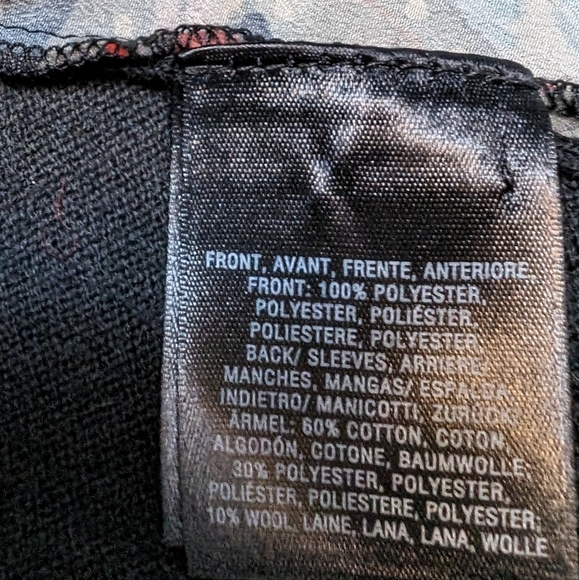 FRONT, AVANT, FRENTE, ANTERIORE,
FRONT: 100% POLYESTER,
POLYESTER, POLIÉSTER,
POLIESTERE, POLYESTER
BACK/ SLEEVES, ARRIERE/
MANCHES, MANGAS/ ESPALDA
INDIETRO/ MANICOTTI, ZURÜCK/
ÄRMEL: 60% COTTON, COTON,
ALGODÓN, COTONE, BAUMWOLLE;
30% POLYESTER, POLYESTER,
POLIÉSTER, POLIESTERE, POLYESTER;
10% WOOL, LAINE, LANA, LANA, WOLLE